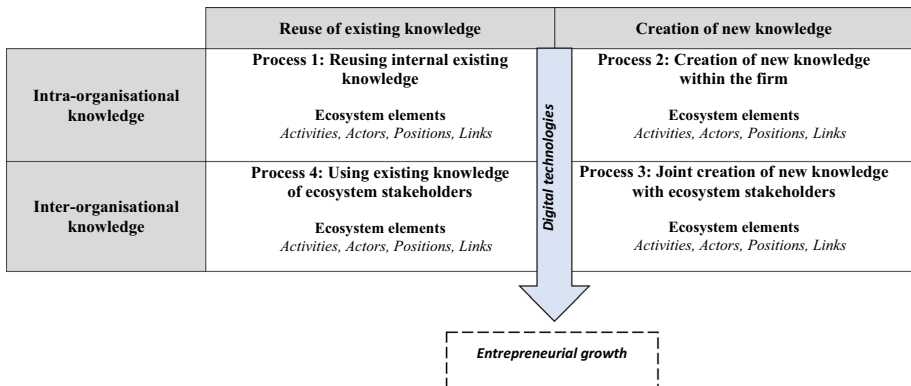 Reuse of existing knowledge
Creation of new knowledge
Intra-organisational
knowledge
Process 1: Reusing internal existing
knowledge
Ecosystem elements
Activities, Actors, Positions, Links
Digital technologies
Process 2: Creation of new knowledge
within the firm
Ecosystem elements
Activities, Actors, Positions, Links
Inter-organisational
knowledge
Process 4: Using existing knowledge
of ecosystem stakeholders
Ecosystem elements
Activities, Actors, Positions, Links
Process 3: Joint creation of new knowledge
with ecosystem stakeholders
Ecosystem elements
Activities, Actors, Positions, Links
Entrepreneurial growth